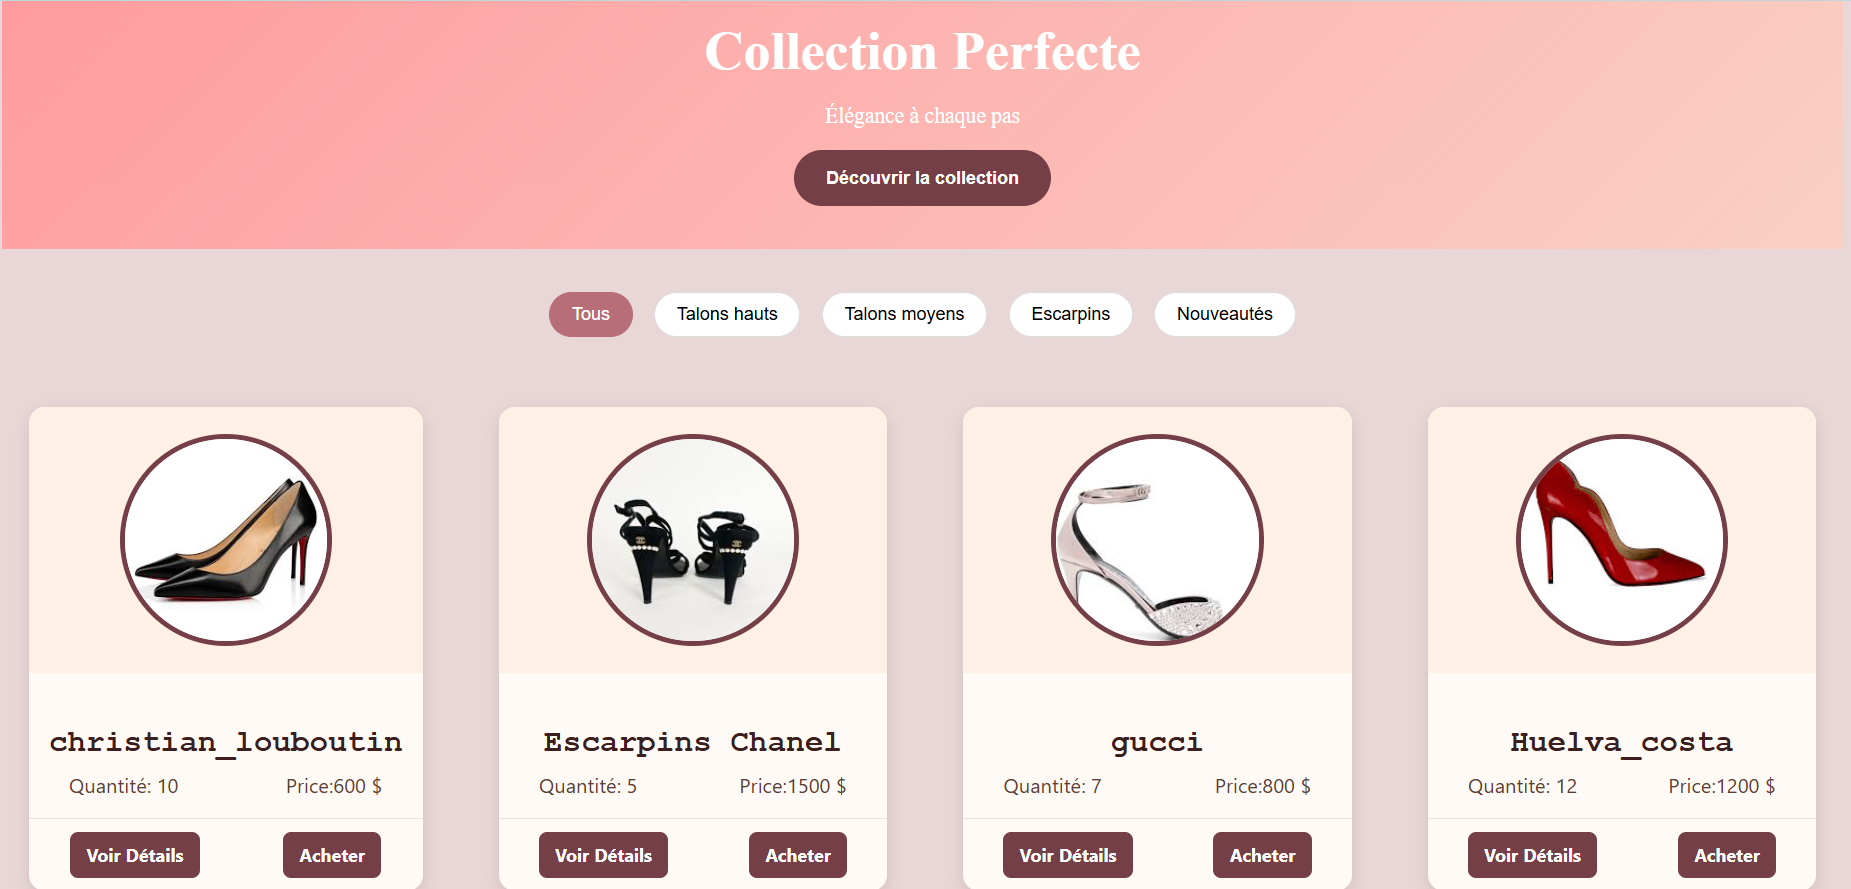 Collection Perfecte
Élégance à chaque pas
Découvrir la collection
Tous Talons hauts Talons moyens Escarpins Nouveautés
christian_louboutin Escarpins Chanel gucci Huelva_costa
Quantité: 10 Price:600 $ Quantité: 5 Price:1500 $ Quantité: 7 Price:800 $ Quantité: 12 Price:1200 $
Voir Détails Acheter Voir Détails Acheter Voir Détails Acheter Voir Détails Acheter